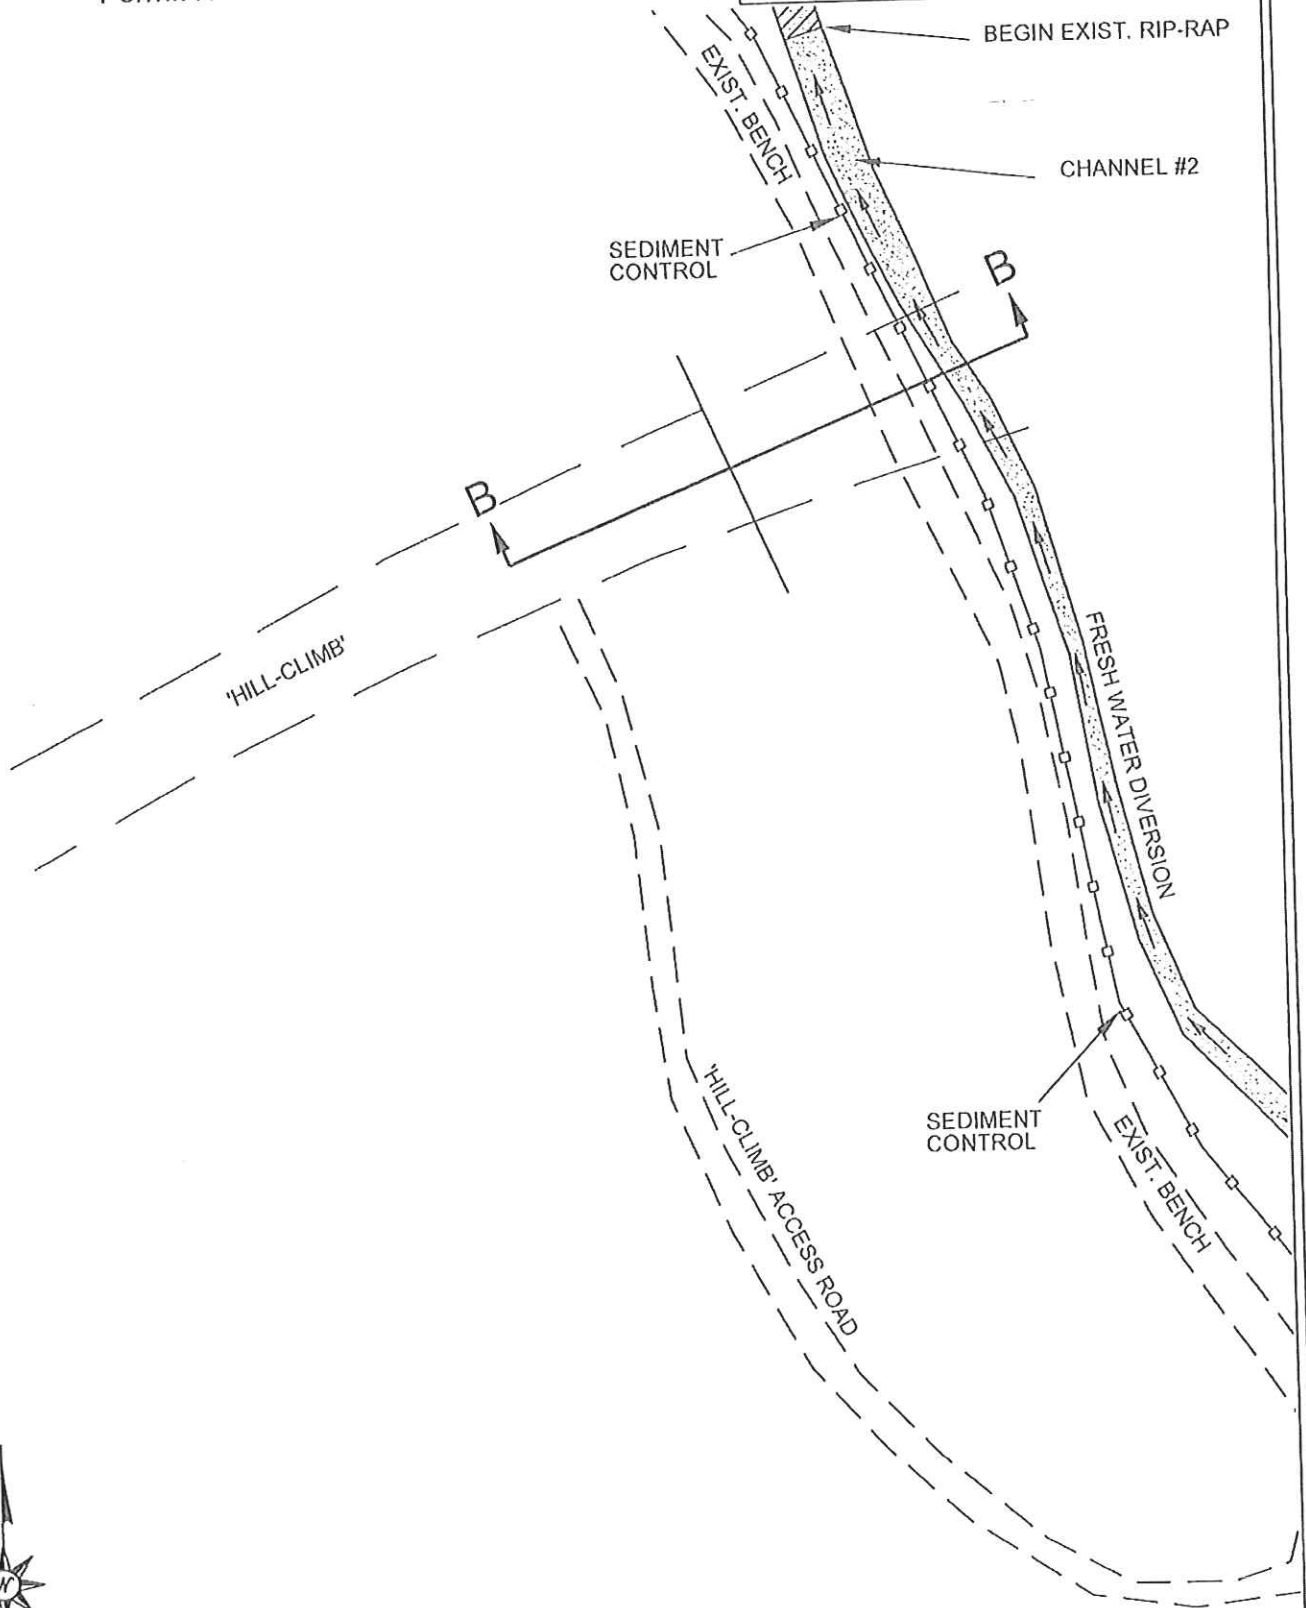 BEGIN EXIST. RIP-RAP
EXIST. BENCH
CHANNEL #2
SEDIMENT
CONTROL
B
B
'HILL-CLIMB'
FRESH WATER DIVERSION
SEDIMENT
CONTROL
EXIST. BENCH
'HILL-CLIMB' ACCESS ROAD
N